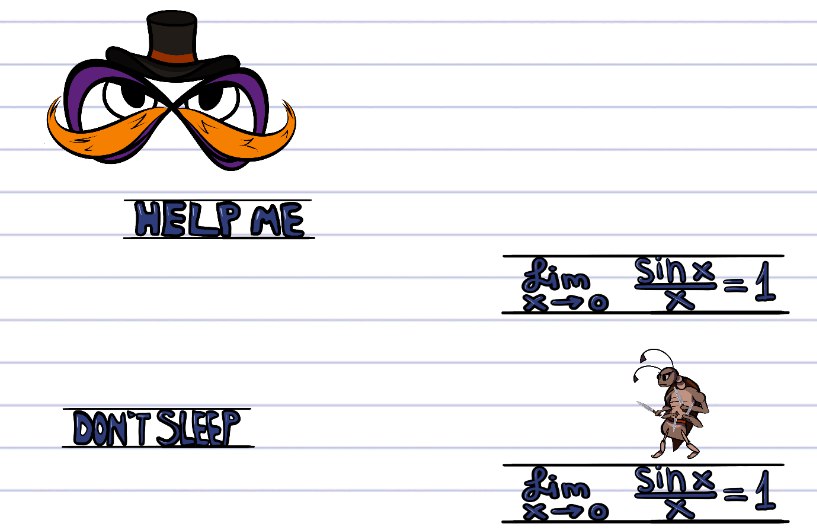 HELP ME
lim x→0 sin x/x = 1
DON'T SLEEP
lim x→0 sin x/x = 1